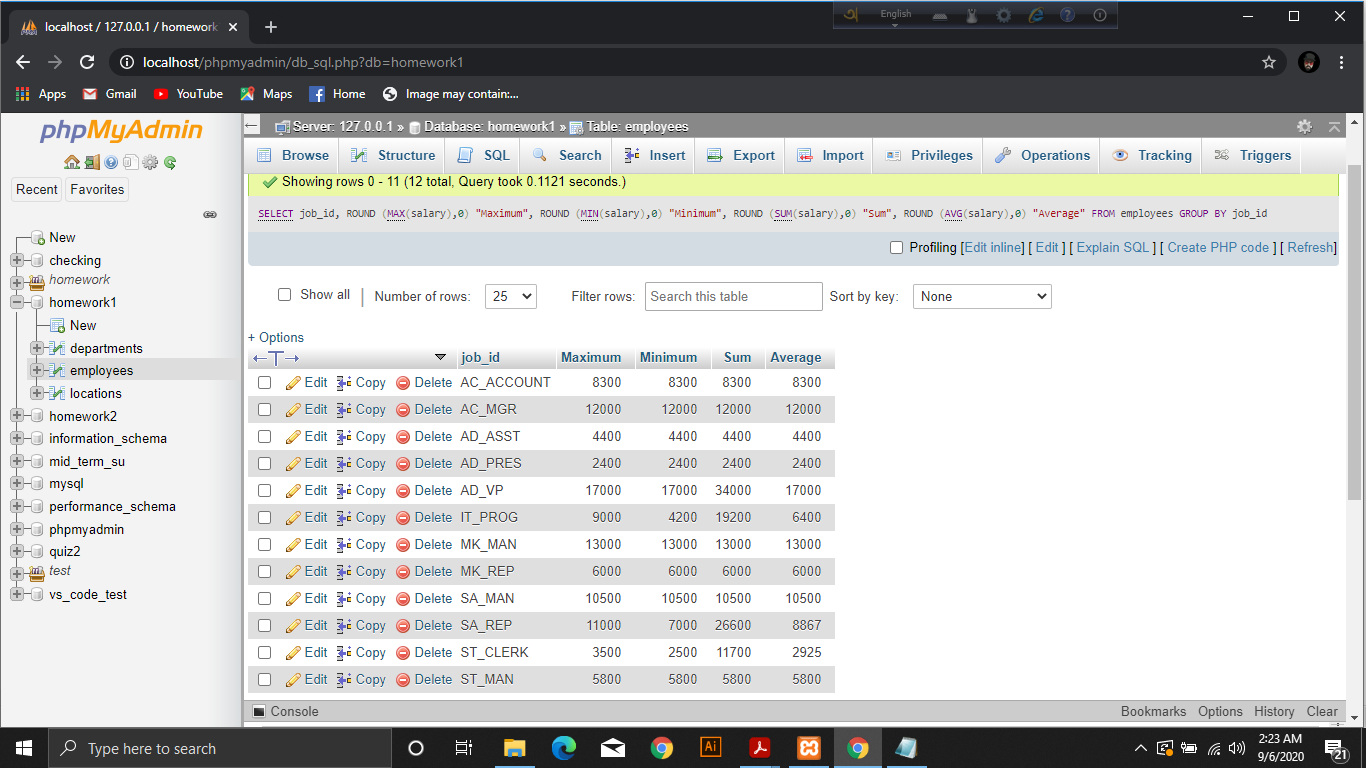 localhost / 127.0.0.1 / homework
English
localhost/phpmyadmin/db_sql.php?db=homework1
Apps Gmail YouTube Maps Home Image may contain:...
phpMyAdmin
Recent Favorites
New
checking
homework
homework1
New
departments
employees
locations
homework2
information_schema
mid_term_su
mysql
performance_schema
phpmyadmin
quiz2
test
vs_code_test
Server: 127.0.0.1 » Database: homework1 » Table: employees
Browse Structure SQL Search Insert Export Import Privileges Operations Tracking Triggers
Showing rows 0 - 11 (12 total, Query took 0.1121 seconds.)
SELECT job_id, ROUND (MAX(salary),0) "Maximum", ROUND (MIN(salary),0) "Minimum", ROUND (SUM(salary),0) "Sum", ROUND (AVG(salary),0) "Average" FROM employees GROUP BY job_id
Profiling [Edit inline] [ Edit ] [ Explain SQL ] [ Create PHP code ] [ Refresh]
Show all | Number of rows: 25 Filter rows: Search this table Sort by key: None
+ Options
←T→ job_id Maximum Minimum Sum Average
Edit Copy Delete AC_ACCOUNT 8300 8300 8300 8300
Edit Copy Delete AC_MGR 12000 12000 12000 12000
Edit Copy Delete AD_ASST 4400 4400 4400 4400
Edit Copy Delete AD_PRES 2400 2400 2400 2400
Edit Copy Delete AD_VP 17000 17000 34000 17000
Edit Copy Delete IT_PROG 9000 4200 19200 6400
Edit Copy Delete MK_MAN 13000 13000 13000 13000
Edit Copy Delete MK_REP 6000 6000 6000 6000
Edit Copy Delete SA_MAN 10500 10500 10500 10500
Edit Copy Delete SA_REP 11000 7000 26600 8867
Edit Copy Delete ST_CLERK 3500 2500 11700 2925
Edit Copy Delete ST_MAN 5800 5800 5800 5800
Console Bookmarks Options History Clear
Type here to search
Ai
2:23 AM
9/6/2020
21